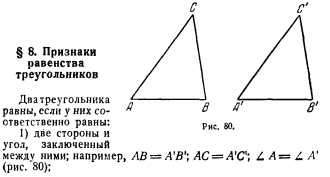 § 8. Признаки
равенства
треугольников
C
C'
A
B
A'
B'
Рис. 80.
Два треугольника
равны, если у них со-
ответственно равны:
1) две стороны и
угол, заключенный
между ними; например, AB = A'B'; AC = A'C'; ∠ A = ∠ A'
(рис. 80);